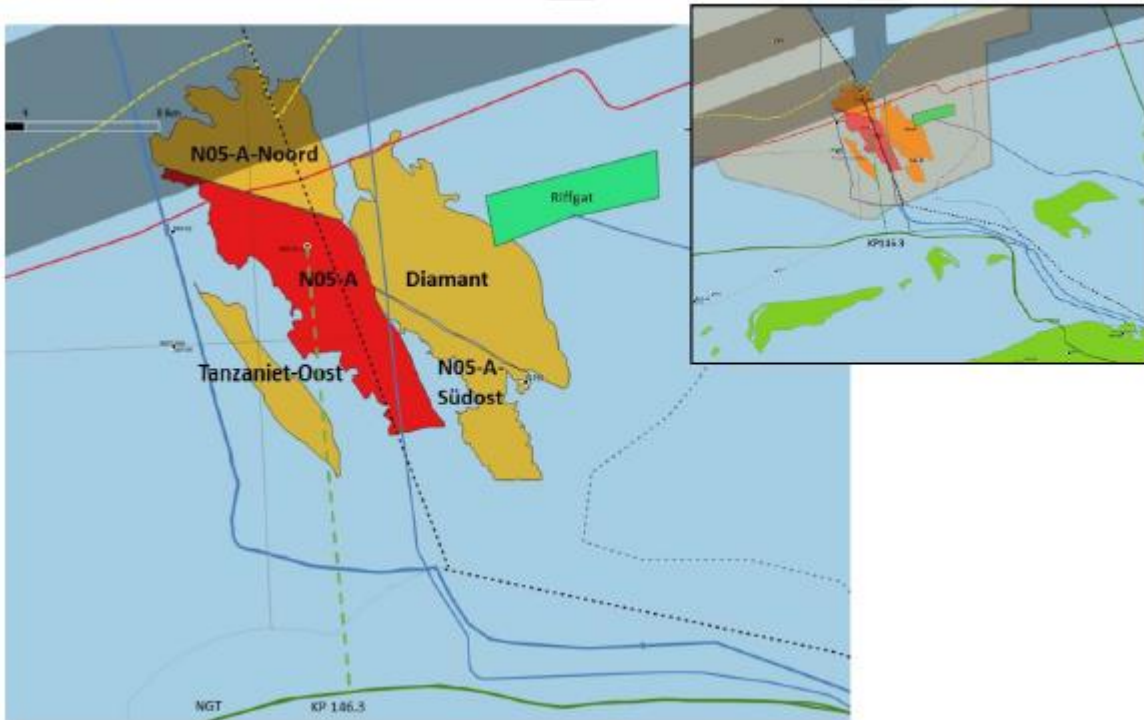 N05-A-Noord
Riffgat
N05-A
Diamant
Tanzaniet-Oost
N05-A-
Südost
NGT
KP 146.3
KP146.3